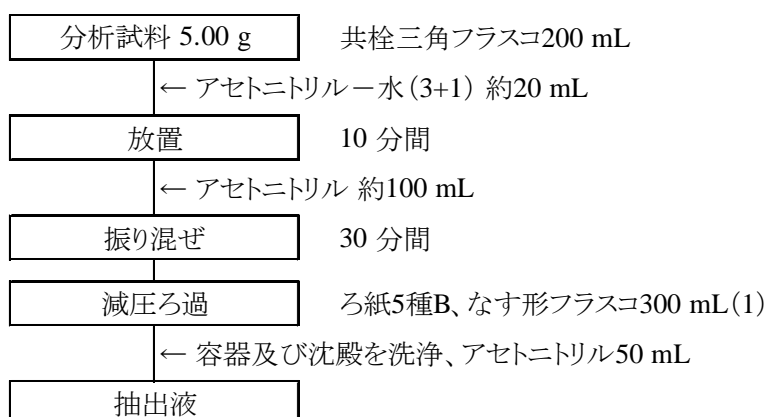 分析試料 5.00 g 共栓三角フラスコ200 mL
← アセトニトリル－水(3+1) 約20 mL
放置 10 分間
← アセトニトリル 約100 mL
振り混ぜ 30 分間
減圧ろ過 ろ紙5種B、なす形フラスコ300 mL(1)
← 容器及び沈殿を洗浄、アセトニトリル50 mL
抽出液